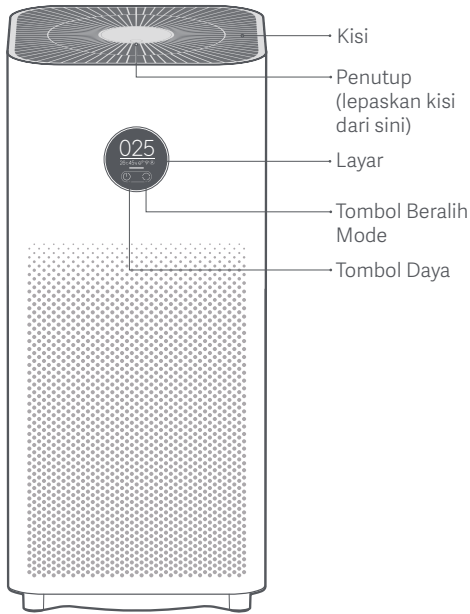 Kisi
Penutup
(lepaskan kisi
dari sini)
025
Layar
Tombol Beralih
Mode
Tombol Daya